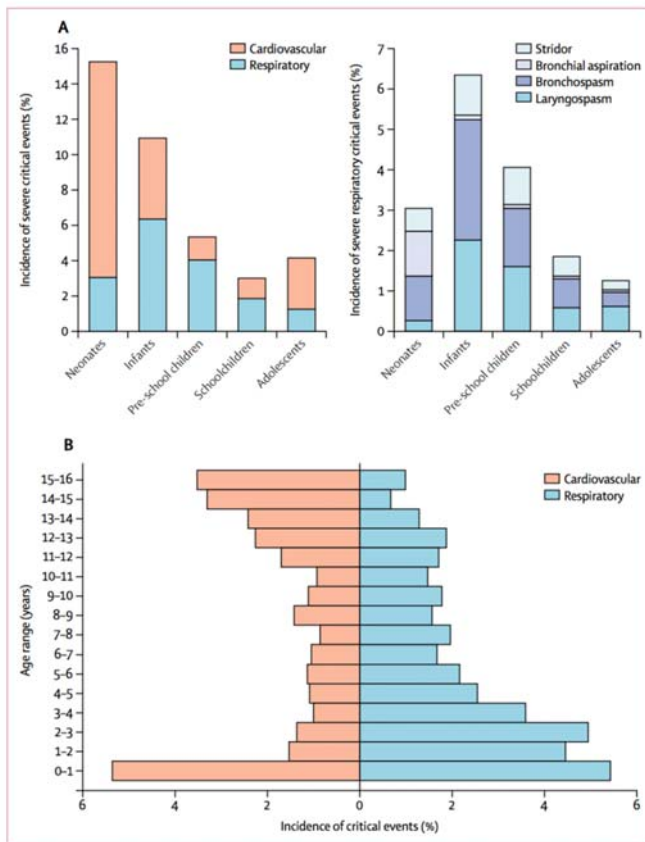 A
16
14
12
10
8
6
4
2
0
Incidence of severe critical events (%)
Cardiovascular
Respiratory
Neonates
Infants
Pre-school children
Schoolchildren
Adolescents
7
6
5
4
3
2
1
0
Incidence of severe respiratory critical events (%)
Stridor
Bronchial aspiration
Bronchospasm
Laryngospasm
Neonates
Infants
Pre-school children
Schoolchildren
Adolescents
B
Age range (years)
15–16
14–15
13–14
12–13
11–12
10–11
9–10
8–9
7–8
6–7
5–6
4–5
3–4
2–3
1–2
0–1
Cardiovascular
Respiratory
6 4 2 0 2 4 6
Incidence of critical events (%)